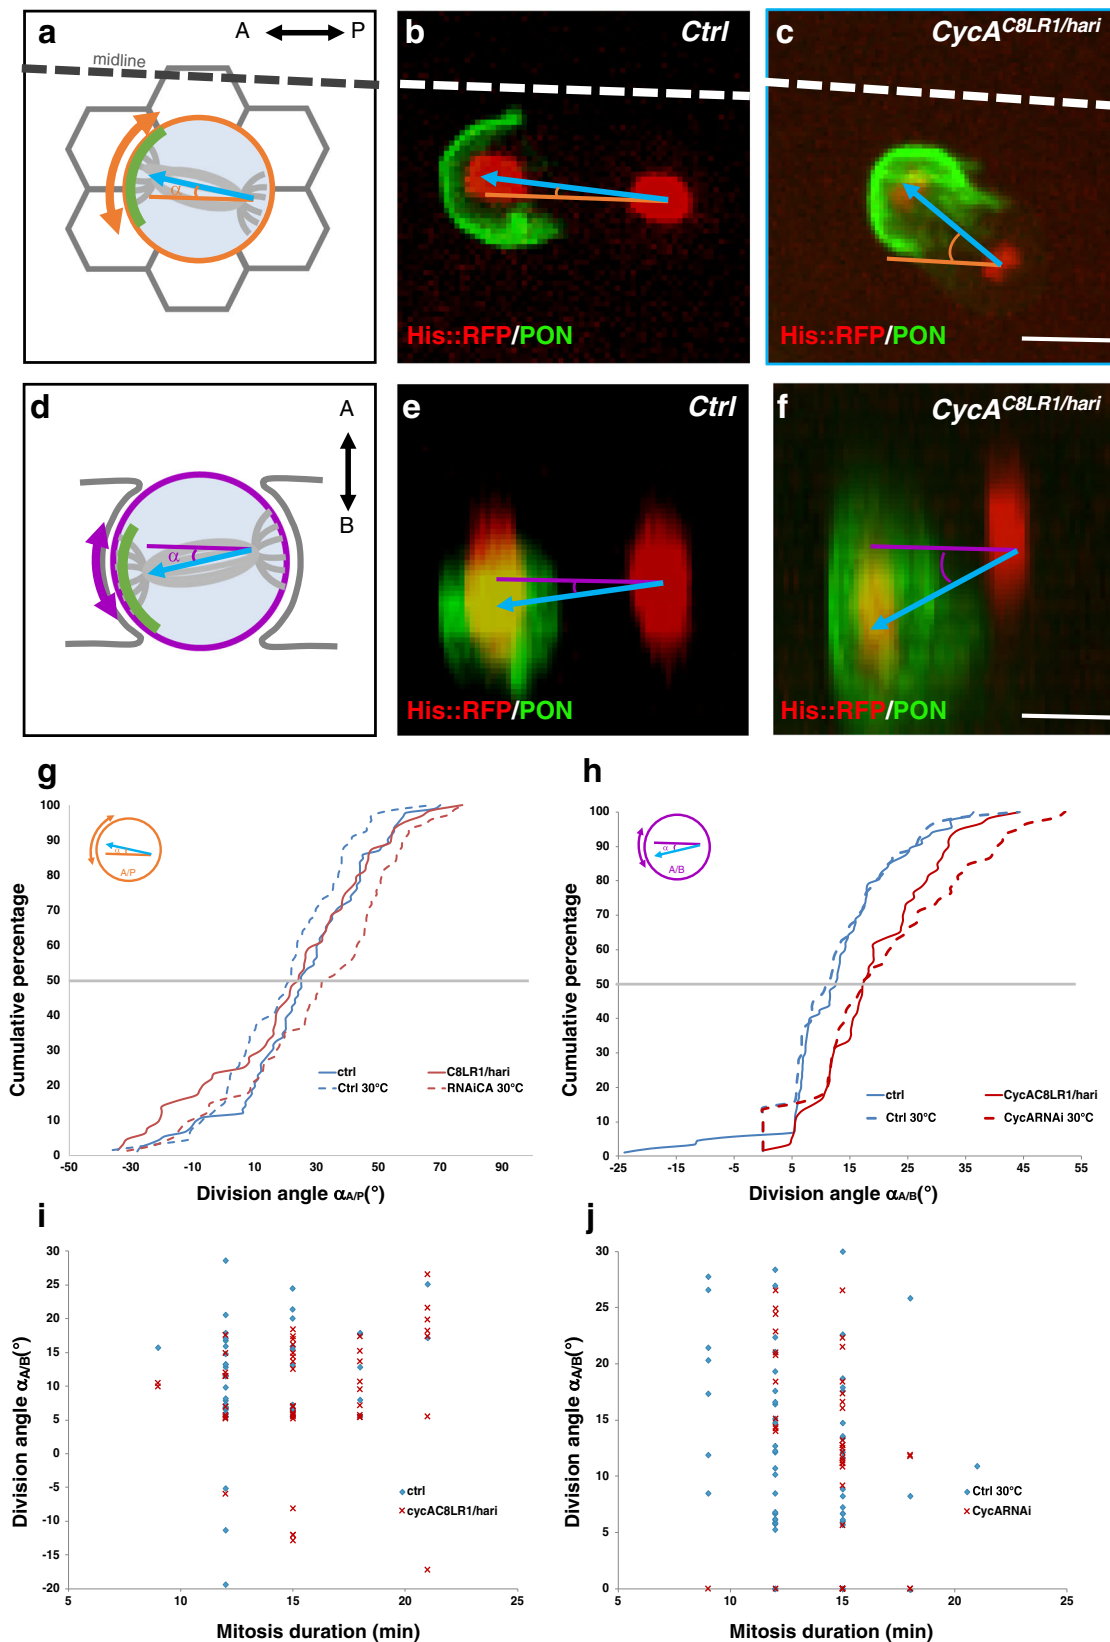 a
A
P
midline
α
b
Ctrl
His::RFP/PON
c
CycA^C8LR1/hari
His::RFP/PON
d
A
B
α
e
Ctrl
His::RFP/PON
f
CycA^C8LR1/hari
His::RFP/PON
g
100
90
80
70
60
50
40
30
20
10
0
-50
-30
-10
10
30
50
70
90
Cumulative percentage
α
A/P
ctrl
C8LR1/hari
Ctrl 30°C
RNAiCA 30°C
Division angle αA/P(°)
h
100
90
80
70
60
50
40
30
20
10
0
-25
-15
-5
5
15
25
35
45
55
Cumulative percentage
α
A/B
ctrl
CycAC8LR1/hari
Ctrl 30°C
CycARNAi 30°C
Division angle αA/B(°)
i
30
25
20
15
10
5
0
-5
-10
-15
-20
5
10
15
20
25
Division angle αA/B(°)
ctrl
cycAC8LR1/hari
Mitosis duration (min)
j
30
25
20
15
10
5
0
5
10
15
20
25
Division angle αA/B(°)
Ctrl 30°C
CycARNAi
Mitosis duration (min)